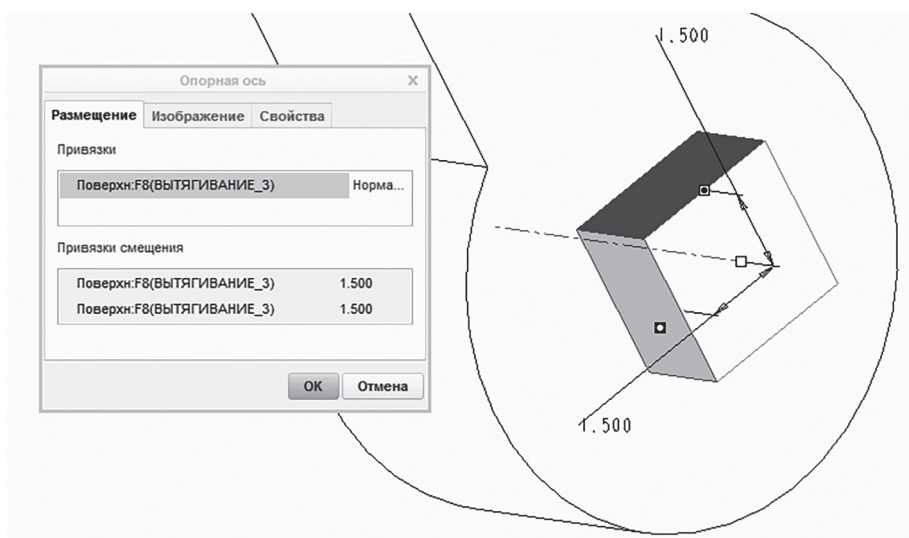 1.500
Опорная ось X
Размещение Изображение Свойства
Привязки
Поверхн:F8(ВЫТЯГИВАНИЕ_3) Норма...
Привязки смещения
Поверхн:F8(ВЫТЯГИВАНИЕ_3) 1.500
Поверхн:F8(ВЫТЯГИВАНИЕ_3) 1.500
ОК Отмена
1.500